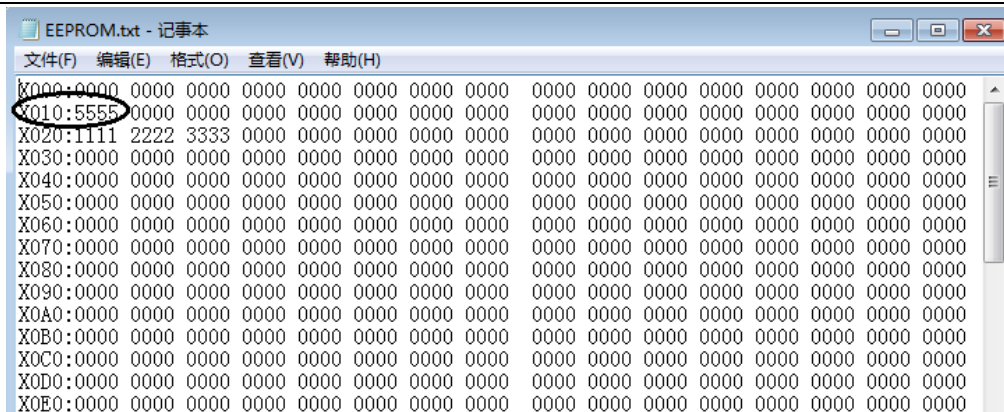 EEPROM.txt - 记事本
文件(F) 编辑(E) 格式(O) 查看(V) 帮助(H)
X000:0000 0000 0000 0000 0000 0000 0000 0000 0000 0000 0000 0000 0000 0000 0000 0000
X010:5555 0000 0000 0000 0000 0000 0000 0000 0000 0000 0000 0000 0000 0000 0000 0000
X020:1111 2222 3333 0000 0000 0000 0000 0000 0000 0000 0000 0000 0000 0000 0000 0000
X030:0000 0000 0000 0000 0000 0000 0000 0000 0000 0000 0000 0000 0000 0000 0000 0000
X040:0000 0000 0000 0000 0000 0000 0000 0000 0000 0000 0000 0000 0000 0000 0000 0000
X050:0000 0000 0000 0000 0000 0000 0000 0000 0000 0000 0000 0000 0000 0000 0000 0000
X060:0000 0000 0000 0000 0000 0000 0000 0000 0000 0000 0000 0000 0000 0000 0000 0000
X070:0000 0000 0000 0000 0000 0000 0000 0000 0000 0000 0000 0000 0000 0000 0000 0000
X080:0000 0000 0000 0000 0000 0000 0000 0000 0000 0000 0000 0000 0000 0000 0000 0000
X090:0000 0000 0000 0000 0000 0000 0000 0000 0000 0000 0000 0000 0000 0000 0000 0000
X0A0:0000 0000 0000 0000 0000 0000 0000 0000 0000 0000 0000 0000 0000 0000 0000 0000
X0B0:0000 0000 0000 0000 0000 0000 0000 0000 0000 0000 0000 0000 0000 0000 0000 0000
X0C0:0000 0000 0000 0000 0000 0000 0000 0000 0000 0000 0000 0000 0000 0000 0000 0000
X0D0:0000 0000 0000 0000 0000 0000 0000 0000 0000 0000 0000 0000 0000 0000 0000 0000
X0E0:0000 0000 0000 0000 0000 0000 0000 0000 0000 0000 0000 0000 0000 0000 0000 0000